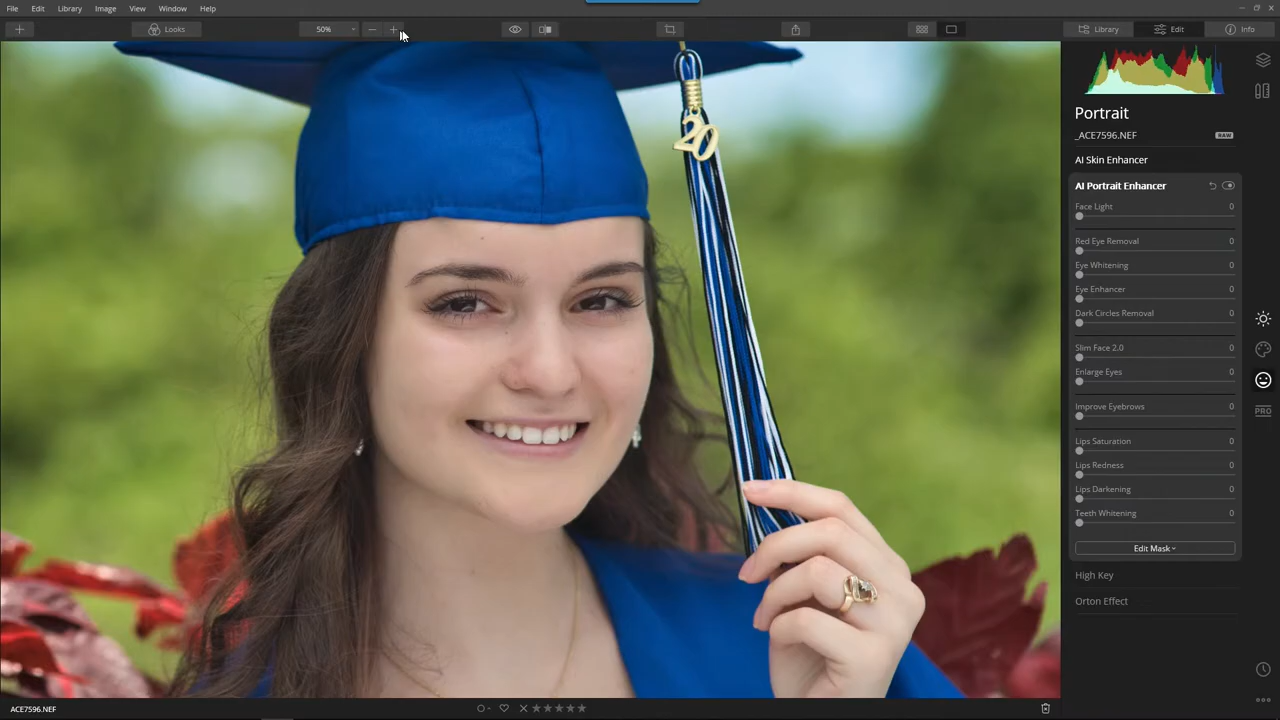 File Edit Library Image View Window Help
Looks 50% Library Edit Info
20
Portrait
_ACE7596.NEF RAW
AI Skin Enhancer
AI Portrait Enhancer
Face Light 0
Red Eye Removal 0
Eye Whitening 0
Eye Enhancer 0
Dark Circles Removal 0
Slim Face 2.0 0
Enlarge Eyes 0
Improve Eyebrows 0
Lips Saturation 0
Lips Redness 0
Lips Darkening 0
Teeth Whitening 0
Edit Mask
High Key
Orton Effect
PRO
ACE7596.NEF